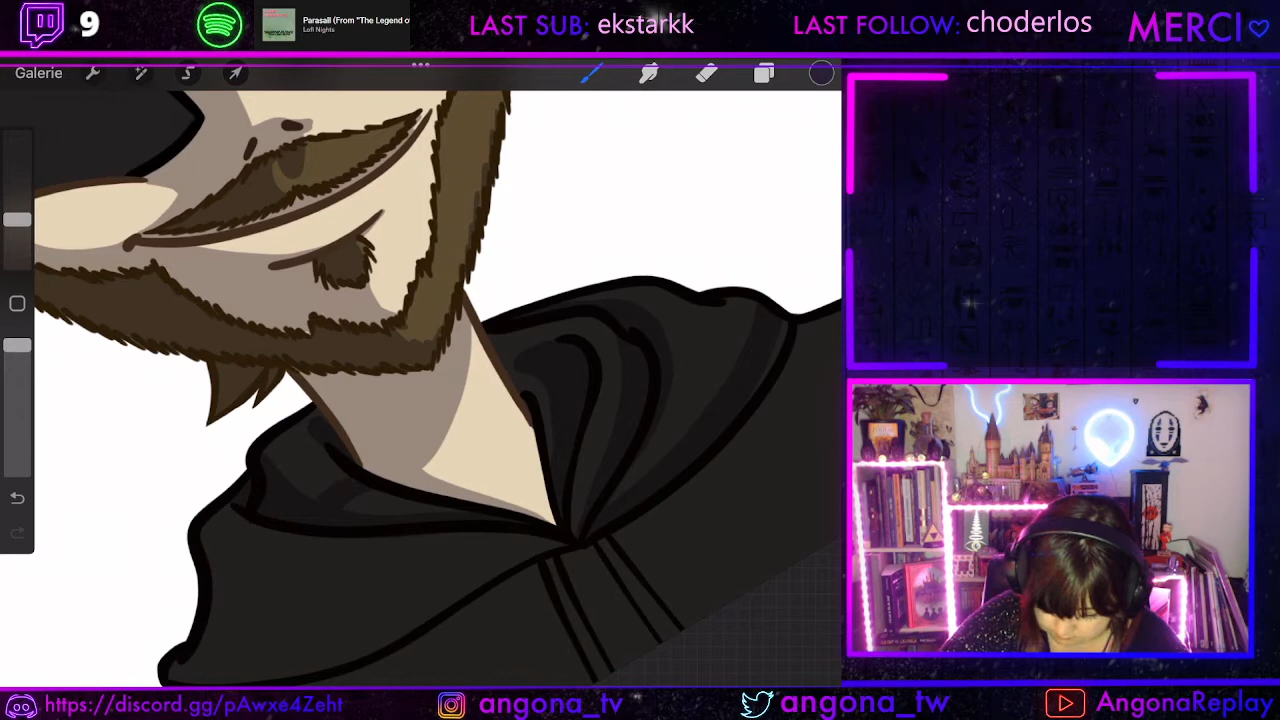 9
Parasail (From "The Legend o
Lofi Nights
LAST SUB: ekstarkk
LAST FOLLOW: choderlos
MERCI
Galerie
https://discord.gg/pAwxe4Zeht
angona_tv
angona_tw
AngonaReplay